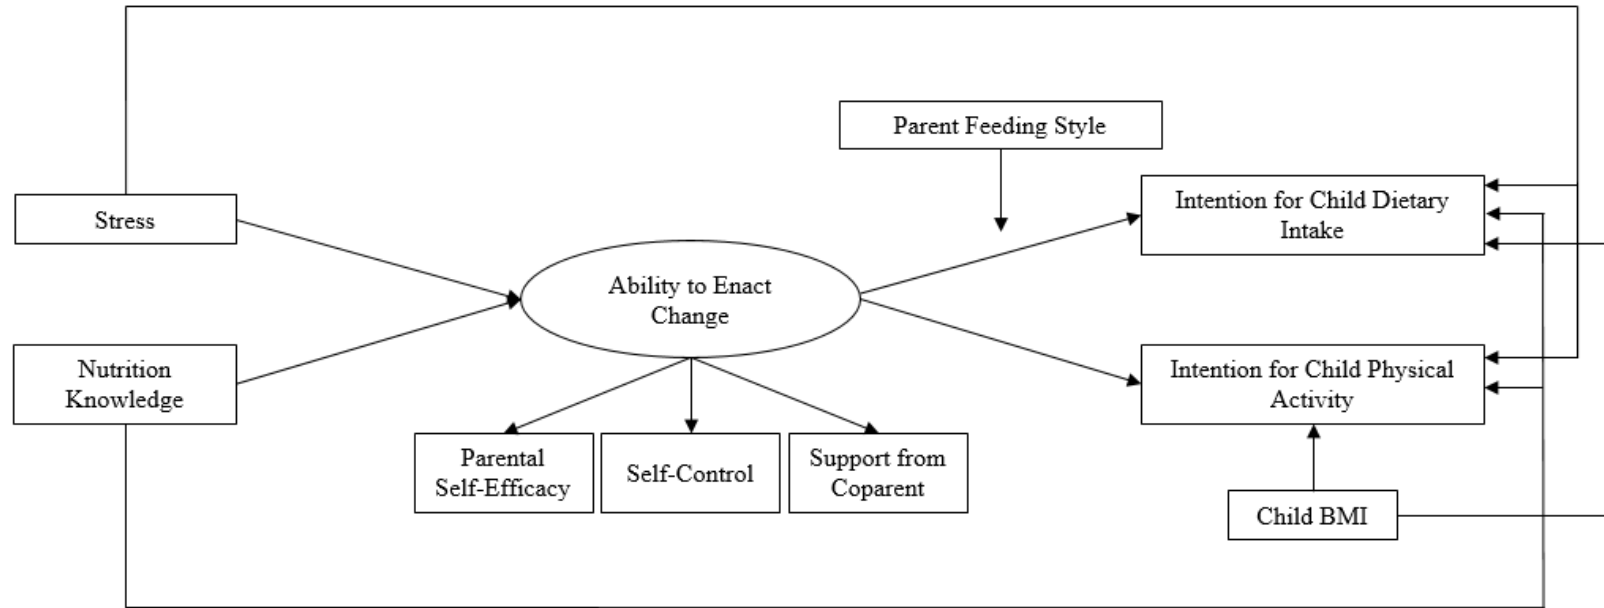 Parent Feeding Style
Stress
Intention for Child Dietary
Intake
Ability to Enact
Change
Nutrition
Knowledge
Intention for Child Physical
Activity
Parental
Self-Efficacy
Self-Control
Support from
Coparent
Child BMI